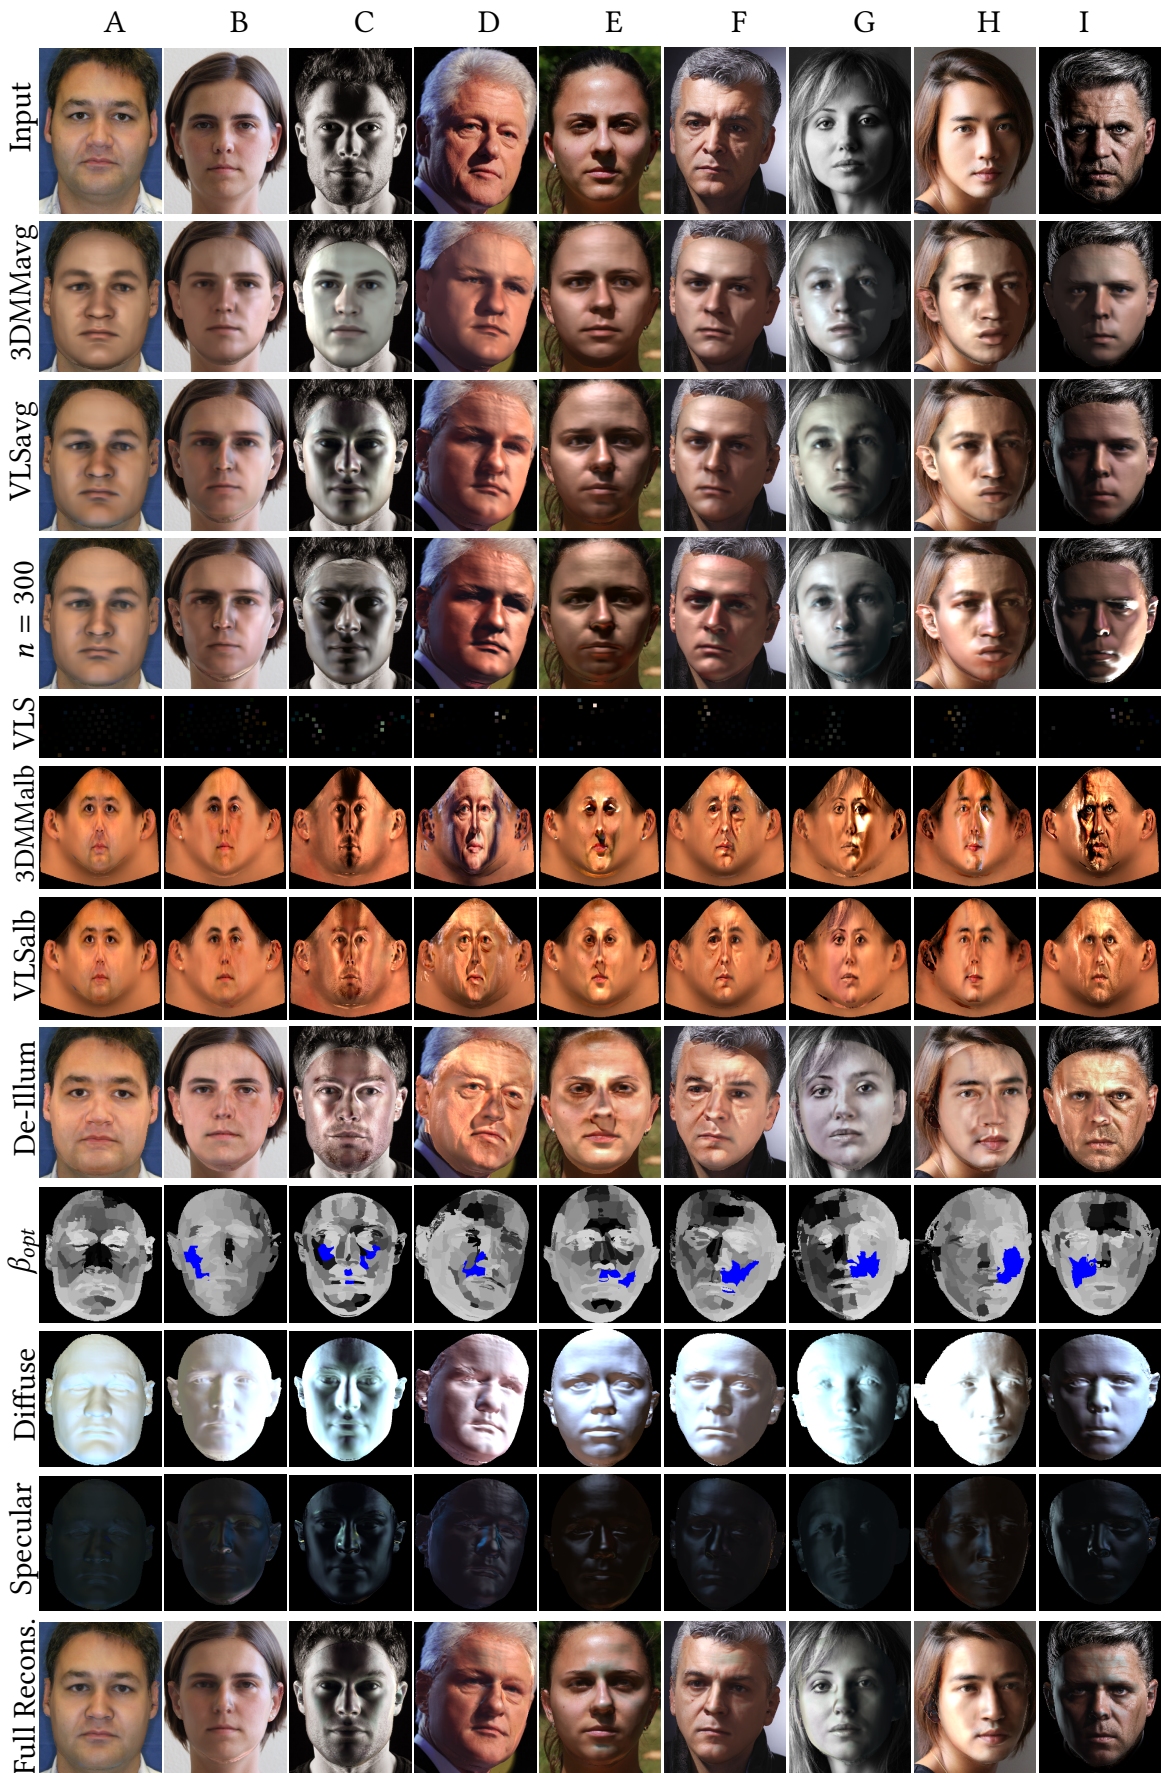 A B C D E F G H I
Input
3DMMavg
VLSavg
n = 300
VLS
3DMMalb
VLSalb
De-Illum
βopt
Diffuse
Specular
Full Recons.